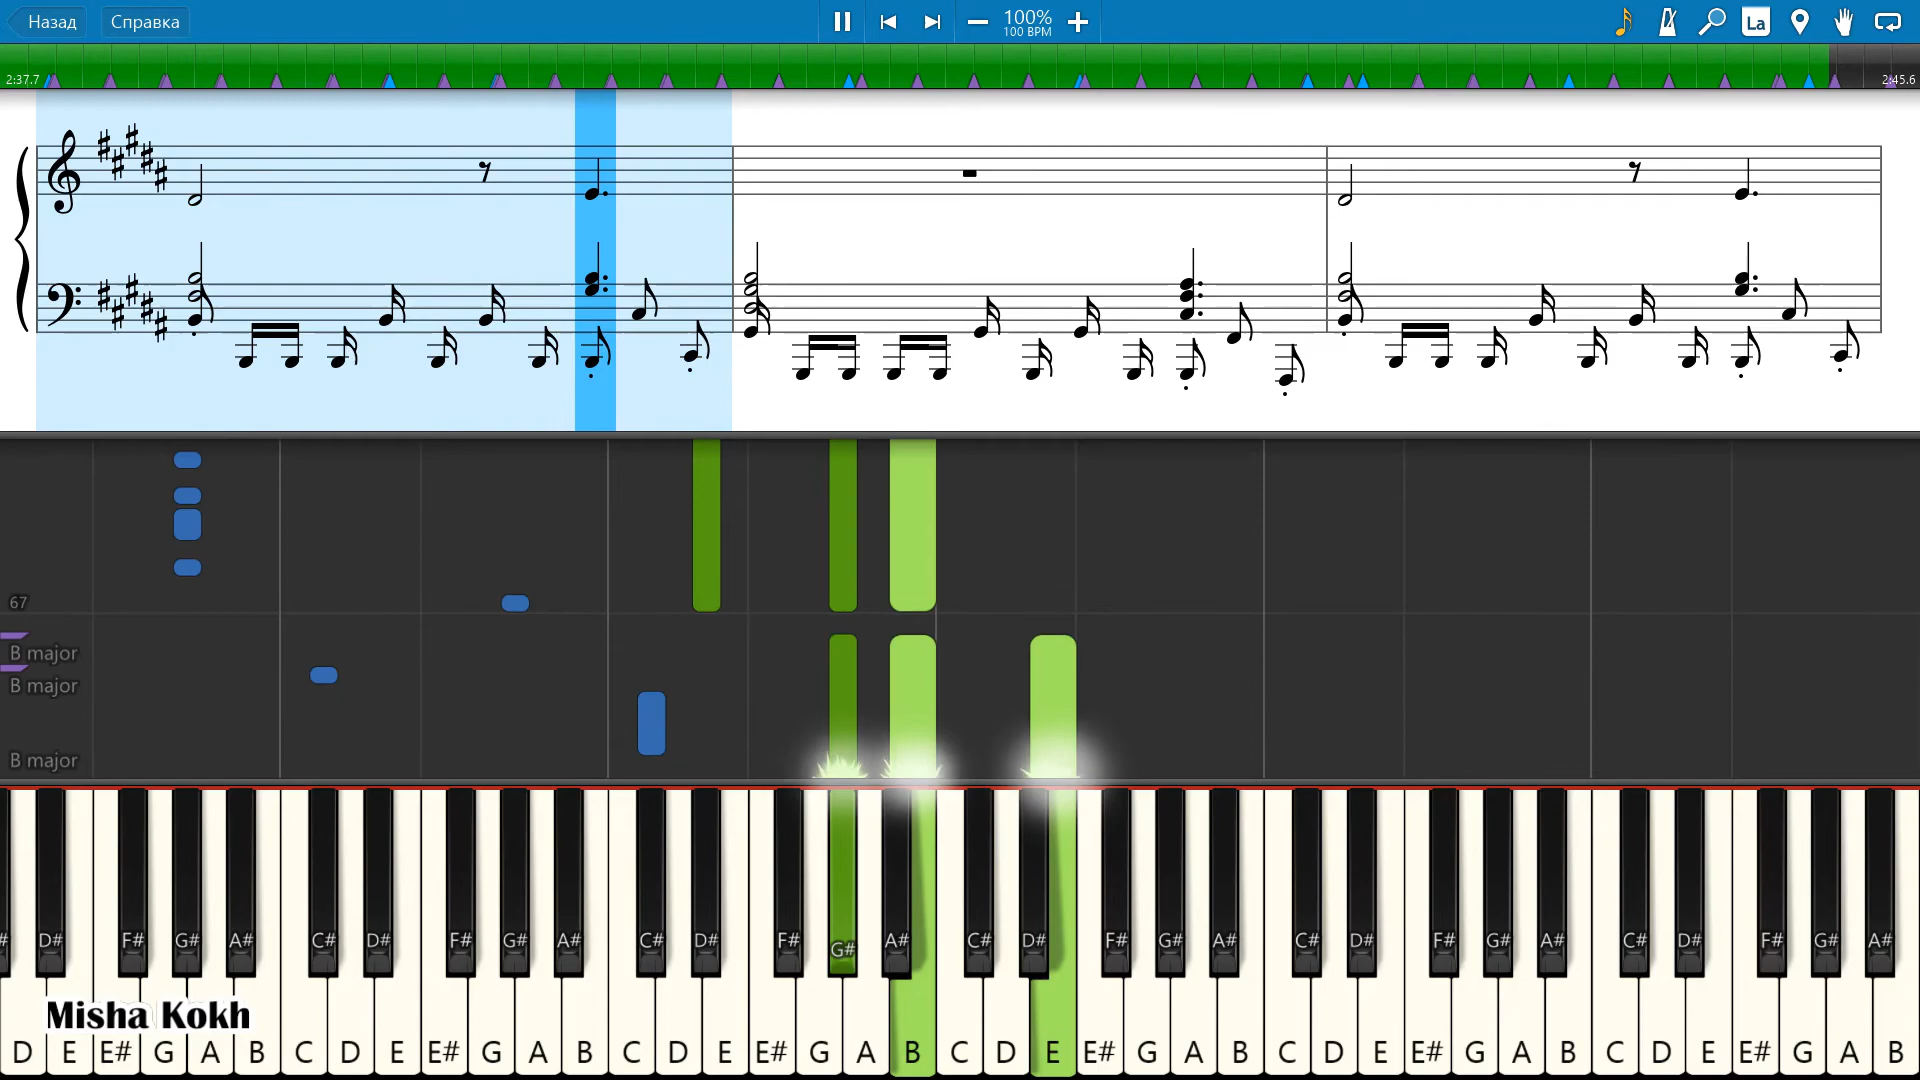 Назад Справка 100% La
100 BPM
2:37.7 2:45.6
67
B major
B major
B major
# D# F# G# A# C# D# F# G# A# C# D# F# G# A# C# D# F# G# A# C# D# F# G# A# C# D# F# G# A#
Misha Kokh
D E E# G A B C D E E# G A B C D E E# G A B C D E E# G A B C D E E# G A B C D E E# G A B